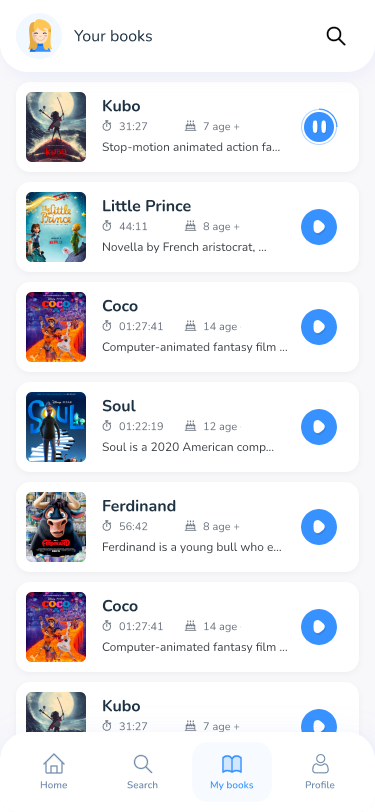 Your books
Kubo
31:27 7 age +
Stop-motion animated action fa...
Little Prince
44:11 8 age +
Novella by French aristocrat, ...
Coco
01:27:41 14 age
Computer-animated fantasy film ...
Soul
01:22:19 12 age
Soul is a 2020 American comp...
Ferdinand
56:42 8 age +
Ferdinand is a young bull who e...
Coco
01:27:41 14 age
Computer-animated fantasy film ...
Kubo
31:27 7 age +
Home Search My books Profile